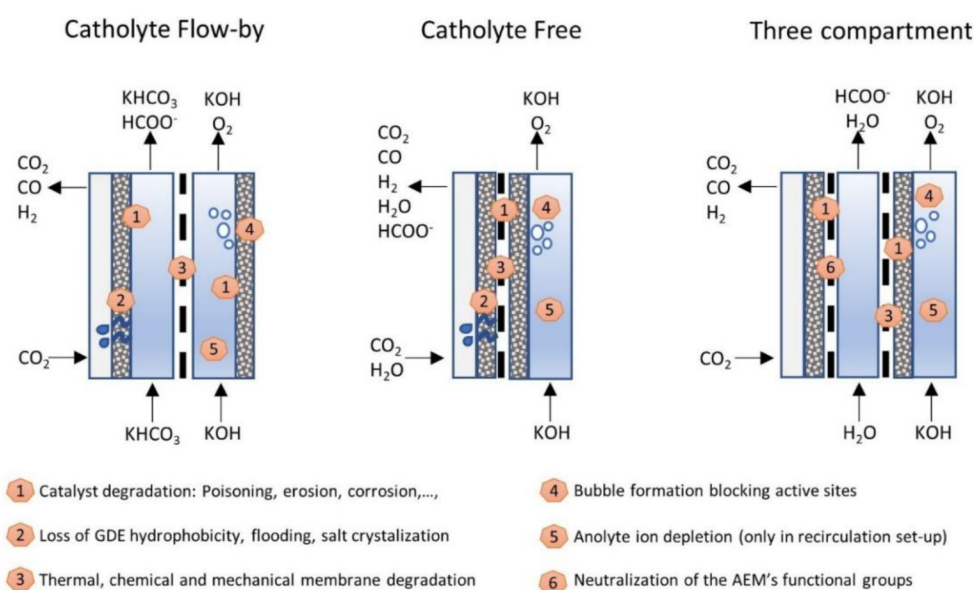 Catholyte Flow-by
Catholyte Free
Three compartment
KHCO₃
HCOO⁻
KOH
O₂
CO₂
CO
H₂
1
4
3
1
2
5
CO₂
KHCO₃
KOH
KOH
O₂
CO₂
CO
H₂
H₂O
HCOO⁻
1
4
3
2
5
CO₂
H₂O
KOH
HCOO⁻
H₂O
KOH
O₂
CO₂
CO
H₂
4
1
1
6
3
5
CO₂
H₂O
KOH
1 Catalyst degradation: Poisoning, erosion, corrosion,...,
2 Loss of GDE hydrophobicity, flooding, salt crystalization
3 Thermal, chemical and mechanical membrane degradation
4 Bubble formation blocking active sites
5 Anolyte ion depletion (only in recirculation set-up)
6 Neutralization of the AEM's functional groups